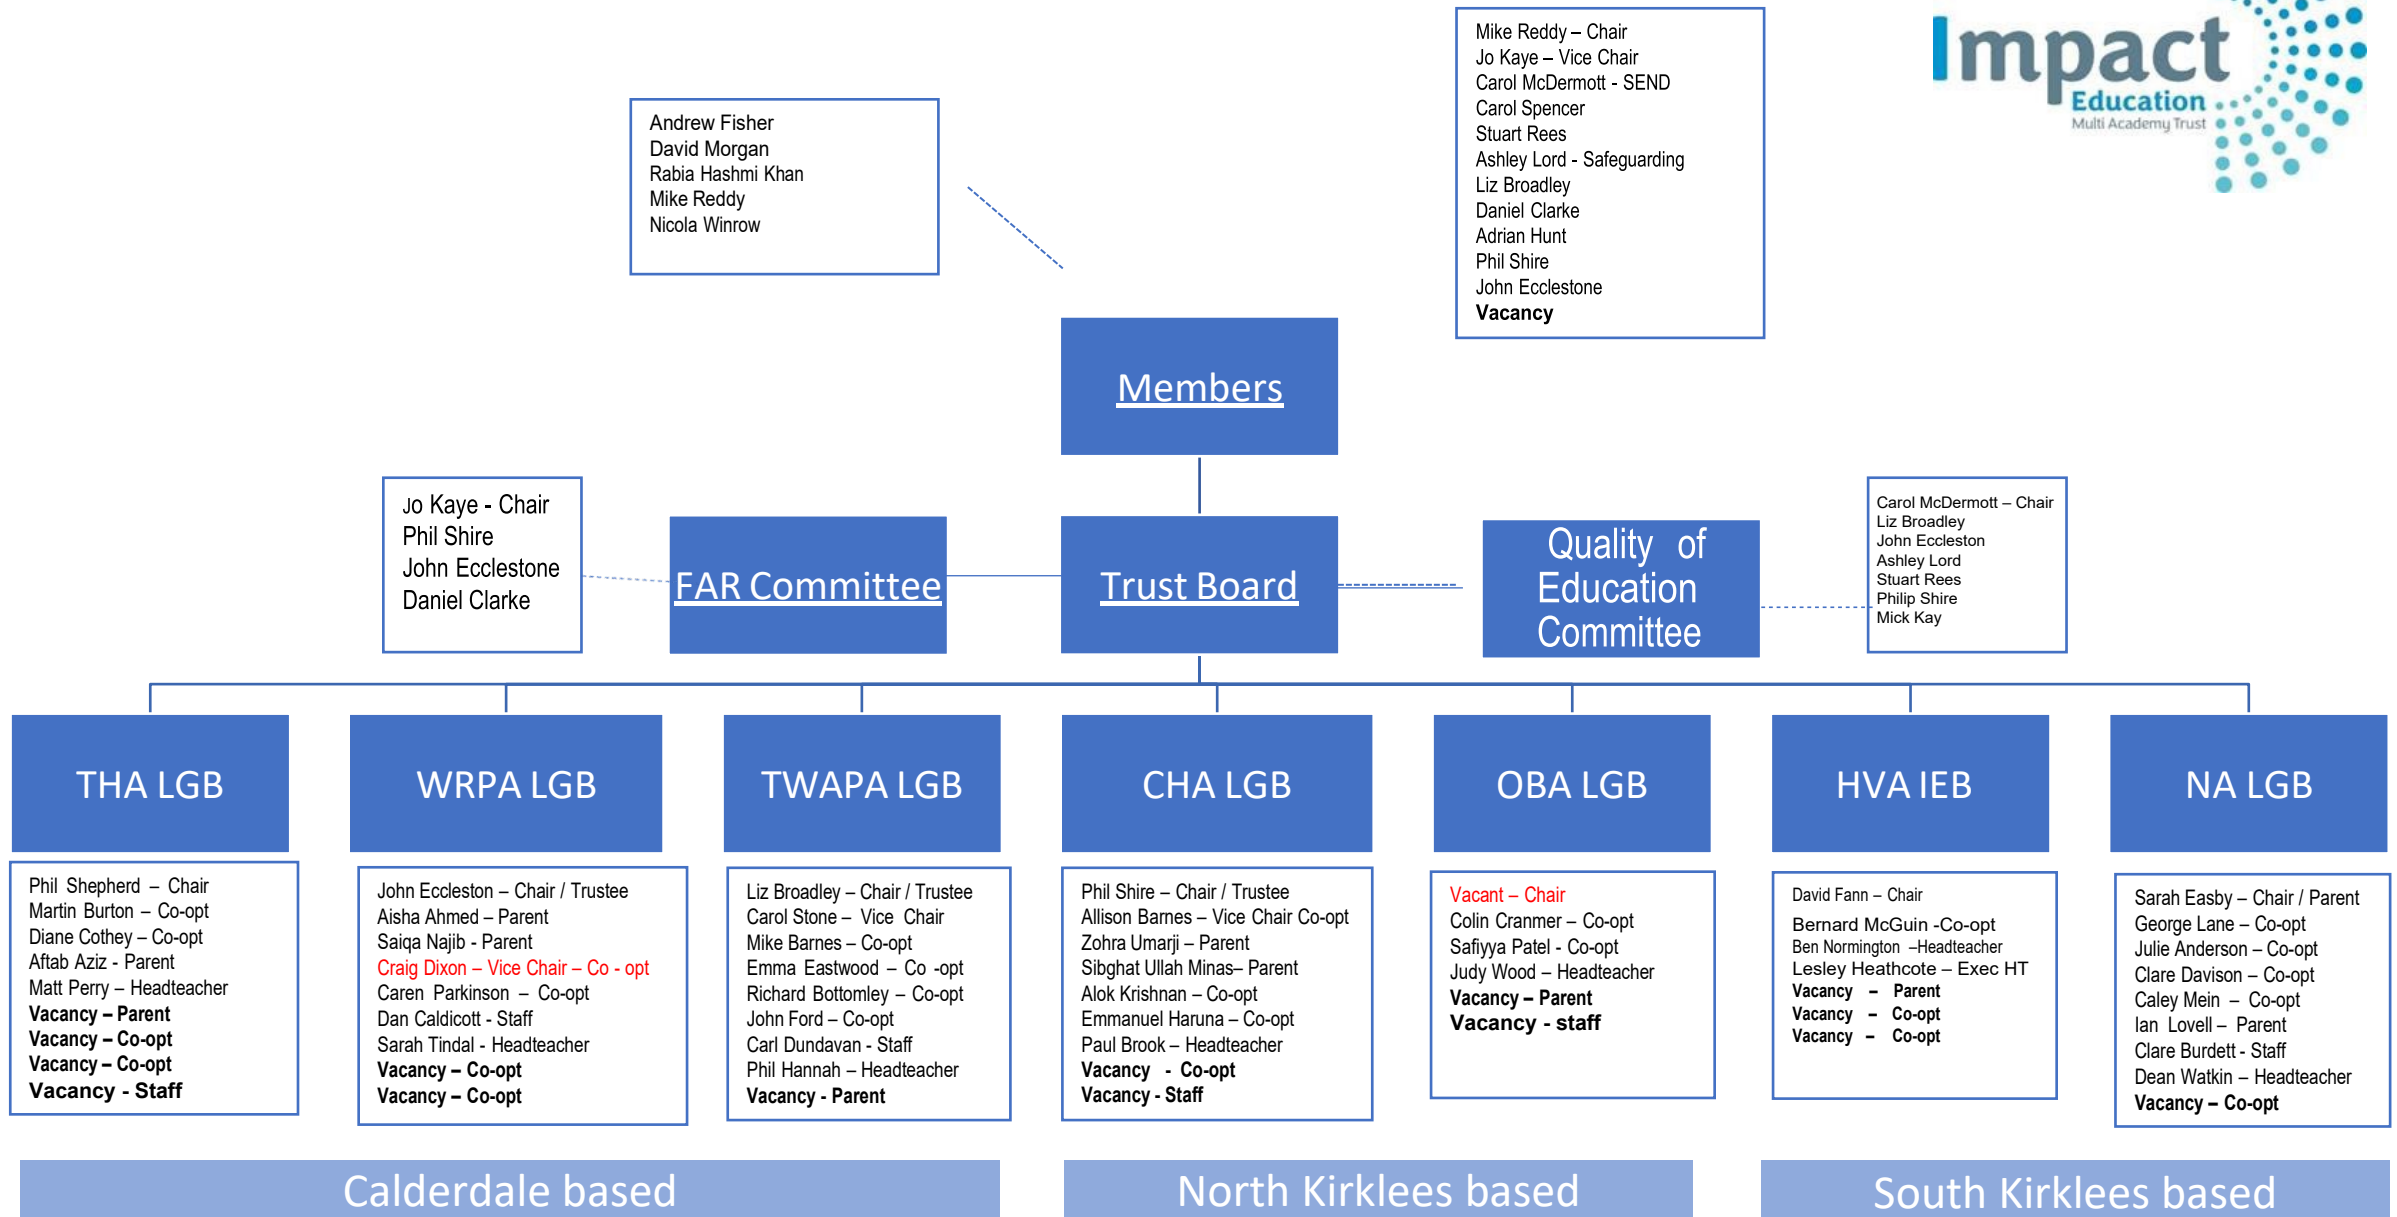 Impact
Education
Multi Academy Trust
Mike Reddy – Chair
Jo Kaye – Vice Chair
Carol McDermott - SEND
Carol Spencer
Stuart Rees
Ashley Lord - Safeguarding
Liz Broadley
Daniel Clarke
Adrian Hunt
Phil Shire
John Ecclestone
Vacancy
Andrew Fisher
David Morgan
Rabia Hashmi Khan
Mike Reddy
Nicola Winrow
Members
Jo Kaye - Chair
Phil Shire
John Ecclestone
Daniel Clarke
FAR Committee
Trust Board
Quality of
Education
Committee
Carol McDermott – Chair
Liz Broadley
John Eccleston
Ashley Lord
Stuart Rees
Philip Shire
Mick Kay
THA LGB
WRPA LGB
TWAPA LGB
CHA LGB
OBA LGB
HVA IEB
NA LGB
Phil Shepherd – Chair
Martin Burton – Co-opt
Diane Cothey – Co-opt
Aftab Aziz - Parent
Matt Perry – Headteacher
Vacancy – Parent
Vacancy – Co-opt
Vacancy – Co-opt
Vacancy - Staff
John Eccleston – Chair / Trustee
Aisha Ahmed – Parent
Saiqa Najib - Parent
Craig Dixon – Vice Chair – Co - opt
Caren Parkinson – Co-opt
Dan Caldicott - Staff
Sarah Tindal - Headteacher
Vacancy – Co-opt
Vacancy – Co-opt
Liz Broadley – Chair / Trustee
Carol Stone – Vice Chair
Mike Barnes – Co-opt
Emma Eastwood – Co -opt
Richard Bottomley – Co-opt
John Ford – Co-opt
Carl Dundavan - Staff
Phil Hannah – Headteacher
Vacancy - Parent
Phil Shire – Chair / Trustee
Allison Barnes – Vice Chair Co-opt
Zohra Umarji – Parent
Sibghat Ullah Minas– Parent
Alok Krishnan – Co-opt
Emmanuel Haruna – Co-opt
Paul Brook – Headteacher
Vacancy - Co-opt
Vacancy - Staff
Vacant – Chair
Colin Cranmer – Co-opt
Safiyya Patel - Co-opt
Judy Wood – Headteacher
Vacancy – Parent
Vacancy - staff
David Fann – Chair
Bernard McGuin -Co-opt
Ben Normington –Headteacher
Lesley Heathcote – Exec HT
Vacancy – Parent
Vacancy – Co-opt
Vacancy – Co-opt
Sarah Easby – Chair / Parent
George Lane – Co-opt
Julie Anderson – Co-opt
Clare Davison – Co-opt
Caley Mein – Co-opt
Ian Lovell – Parent
Clare Burdett - Staff
Dean Watkin – Headteacher
Vacancy – Co-opt
Calderdale based
North Kirklees based
South Kirklees based